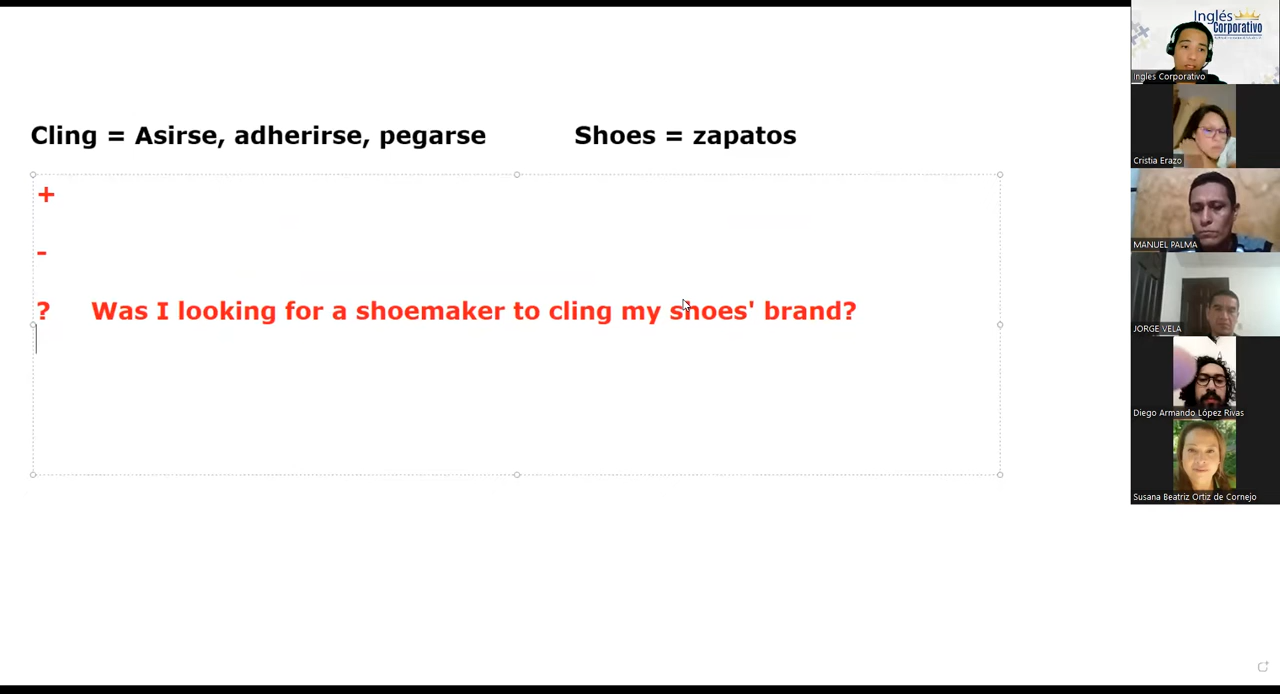 Cling = Asirse, adherirse, pegarse
Shoes = zapatos
+
-
? Was I looking for a shoemaker to cling my shoes' brand?
Inglés
Corporativo
Ingles Corporativo
Cristia Erazo
MANUEL PALMA
JORGE VELA
Diego Armando López Rivas
Susana Beatriz Ortiz de Cornejo